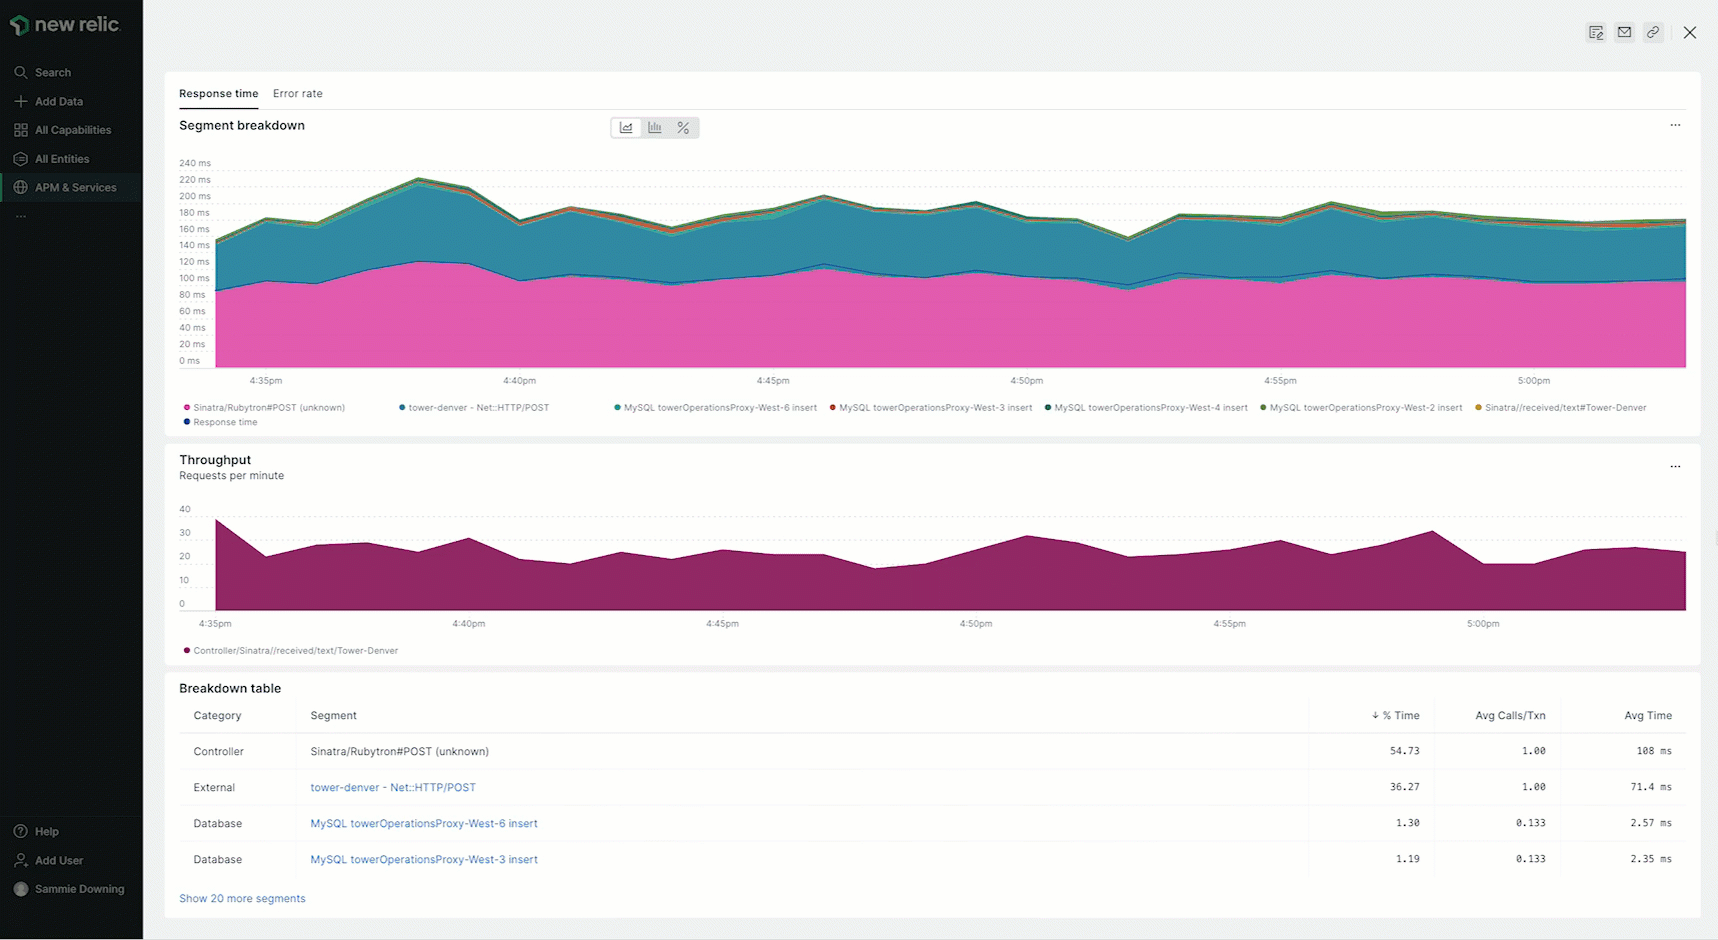 new relic.
Search
Add Data
All Capabilities
All Entities
APM & Services
...
Help
Add User
Sammie Downing
Response time Error rate
Segment breakdown
...
240 ms
220 ms
200 ms
180 ms
160 ms
140 ms
120 ms
100 ms
80 ms
60 ms
40 ms
20 ms
0 ms
4:35pm 4:40pm 4:45pm 4:50pm 4:55pm 5:00pm
Sinatra/Rubytron#POST (unknown) tower-denver - Net::HTTP/POST MySQL towerOperationsProxy-West-6 insert MySQL towerOperationsProxy-West-3 insert MySQL towerOperationsProxy-West-4 insert MySQL towerOperationsProxy-West-2 insert Sinatra//received/text#Tower-Denver
Response time
Throughput
...
Requests per minute
40
30
20
10
0
4:35pm 4:40pm 4:45pm 4:50pm 4:55pm 5:00pm
Controller/Sinatra//received/text/Tower-Denver
Breakdown table
Category Segment ↓ % Time Avg Calls/Txn Avg Time
Controller Sinatra/Rubytron#POST (unknown) 54.73 1.00 108 ms
External tower-denver - Net::HTTP/POST 36.27 1.00 71.4 ms
Database MySQL towerOperationsProxy-West-6 insert 1.30 0.133 2.57 ms
Database MySQL towerOperationsProxy-West-3 insert 1.19 0.133 2.35 ms
Show 20 more segments